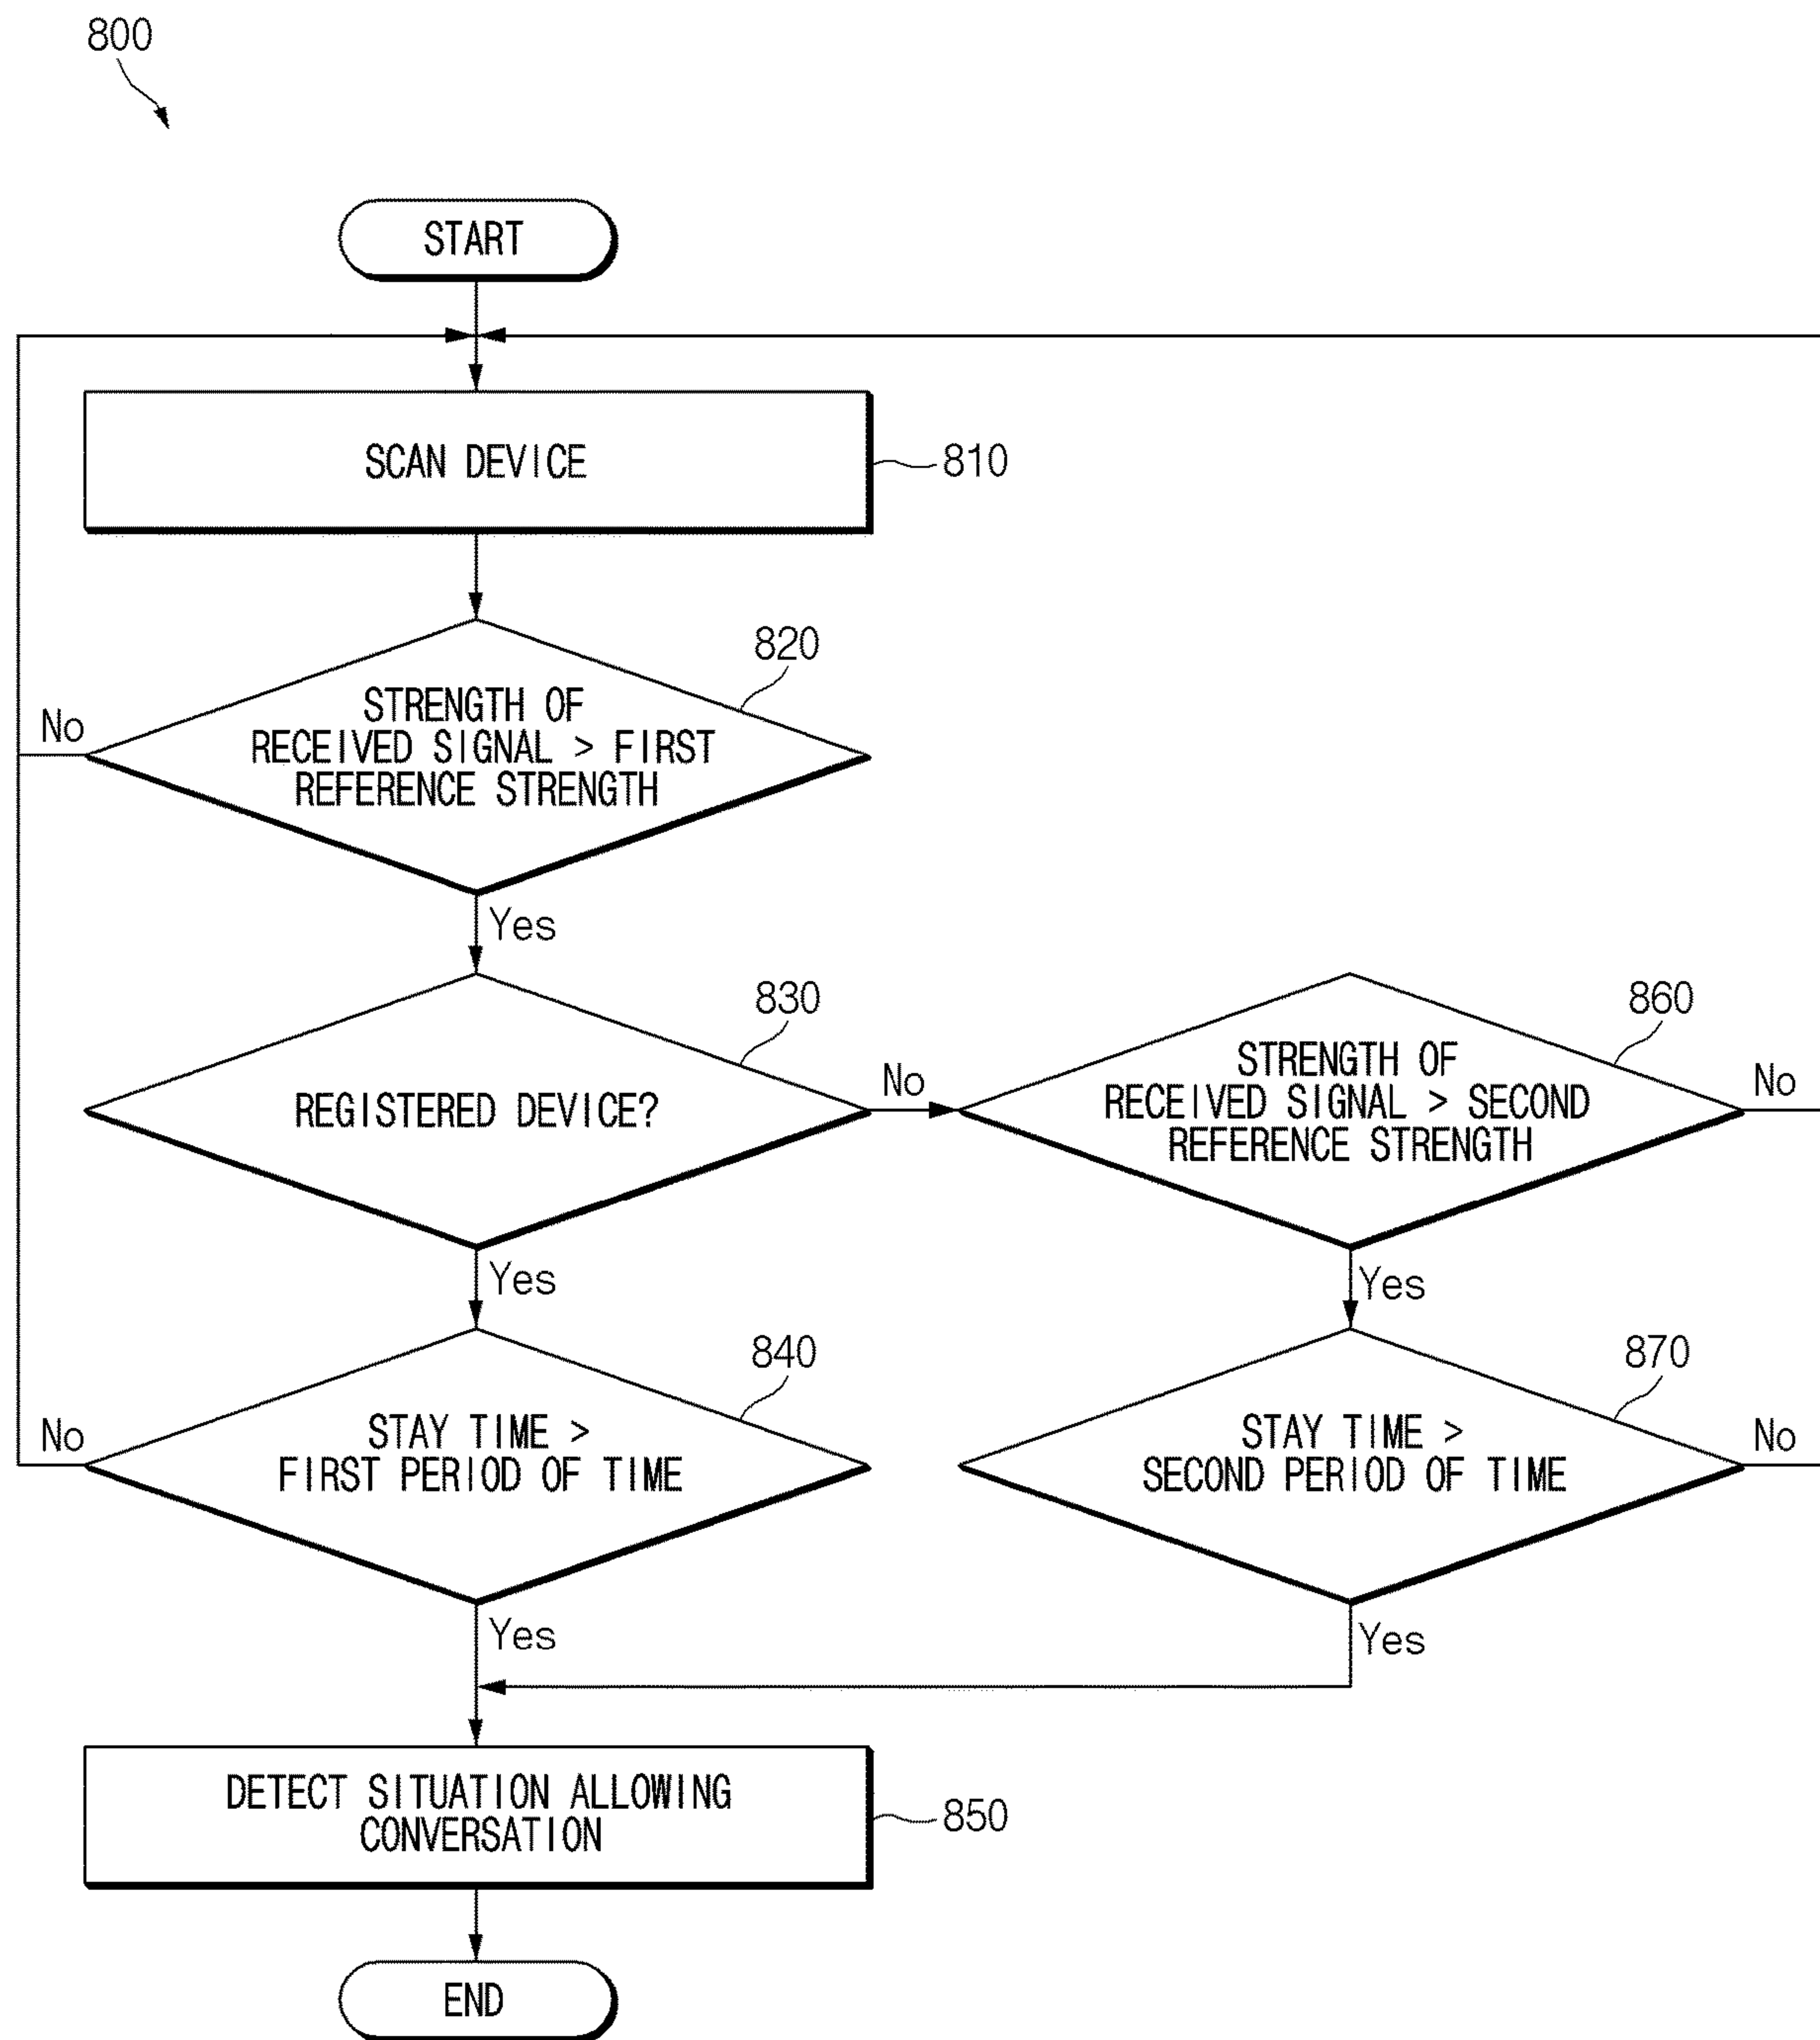 800
START
SCAN DEVICE
810
820
STRENGTH OF
RECEIVED SIGNAL > FIRST
REFERENCE STRENGTH
No
Yes
830
REGISTERED DEVICE?
No
860
STRENGTH OF
RECEIVED SIGNAL > SECOND
REFERENCE STRENGTH
No
Yes
Yes
840
STAY TIME >
FIRST PERIOD OF TIME
No
870
STAY TIME >
SECOND PERIOD OF TIME
No
Yes
Yes
DETECT SITUATION ALLOWING
CONVERSATION
850
END